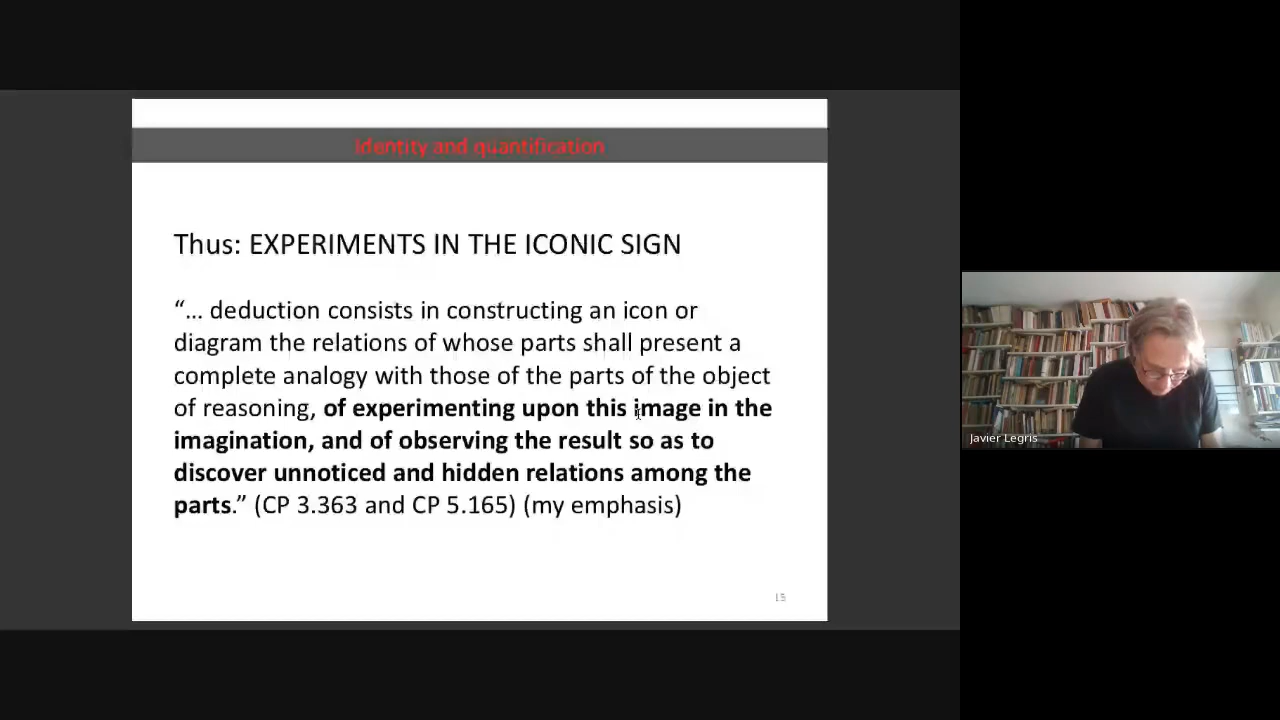 Identity and quantification
Thus: EXPERIMENTS IN THE ICONIC SIGN
“... deduction consists in constructing an icon or
diagram the relations of whose parts shall present a
complete analogy with those of the parts of the object
of reasoning, of experimenting upon this image in the
imagination, and of observing the result so as to
discover unnoticed and hidden relations among the
parts.” (CP 3.363 and CP 5.165) (my emphasis)
15
Javier Legris